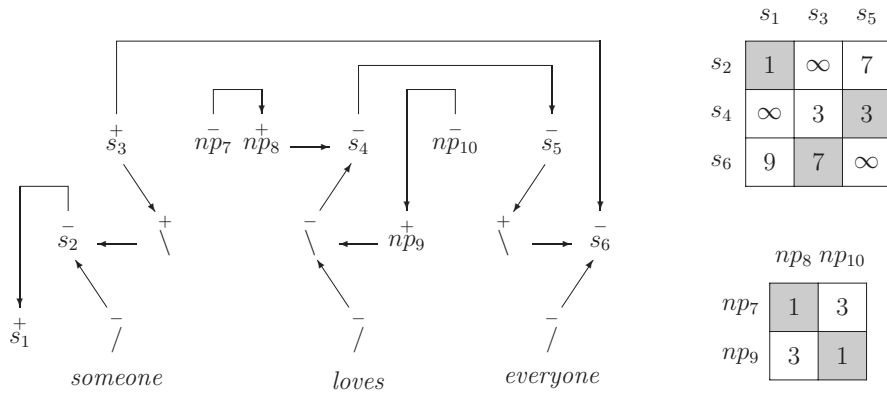 s₁ s₃ s₅
s₂ 1 ∞ 7
s₄ ∞ 3 3
s₆ 9 7 ∞
+ − + − − −
s₃ np₇ np₈ s₄ np₁₀ s₅
− + − + + −
s₂ \ \ np₉ \ s₆
+ − − −
s₁ / / /
someone loves everyone
np₈ np₁₀
np₇ 1 3
np₉ 3 1